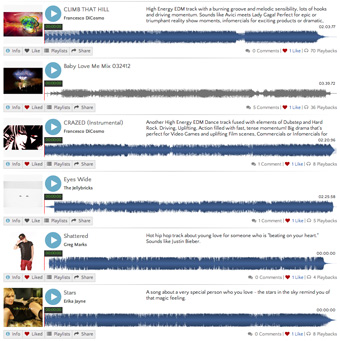 CLIMB THAT HILL
Francesco DiCosmo
High Energy EDM track with a burning groove and melodic sensibility, lots of hooks
and driving momentum. Sounds like Avicii meets Lady Gaga! Perfect for epic or
triumphant reality show moments, infomercials for exciting products or dramatic,
02:03:77
Info Like Playlists Share
0 Comments 1 Like 70 Playbacks
Baby Love Me Mix 032412
03:39:72
Info Like Playlists Share
5 Comments 1 Like 36 Playbacks
CRAZED (Instrumental)
Francesco DiCosmo
Another High Energy EDM Dance track fused with elements of Dubstep and Hard
Rock. Driving, Uplifting, Action filled with fast, tense momentum! Big drama that's
perfect for Video Games and uplifting Film scenes, Commercials or Infomercials for
Info Liked Playlists Share
1 Comment 1 Like 8 Playbacks
Eyes Wide
The Jellybricks
Info Liked Playlists Share
0 Comments 1 Like 5 Playbacks
Shattered
Greg Marks
Hot hip hop track about young love for someone who is "beating on your heart."
Sounds like Justin Bieber.
00:00:00
Info Liked Playlists Share
0 Comments 1 Like 4 Playbacks
Stars
Erika Jayne
A song about a very special person who you love - the stars in the sky remind you of
that magic feeling.
00:00:00
Info Liked Playlists Share
0 Comments 1 Like 3 Playbacks